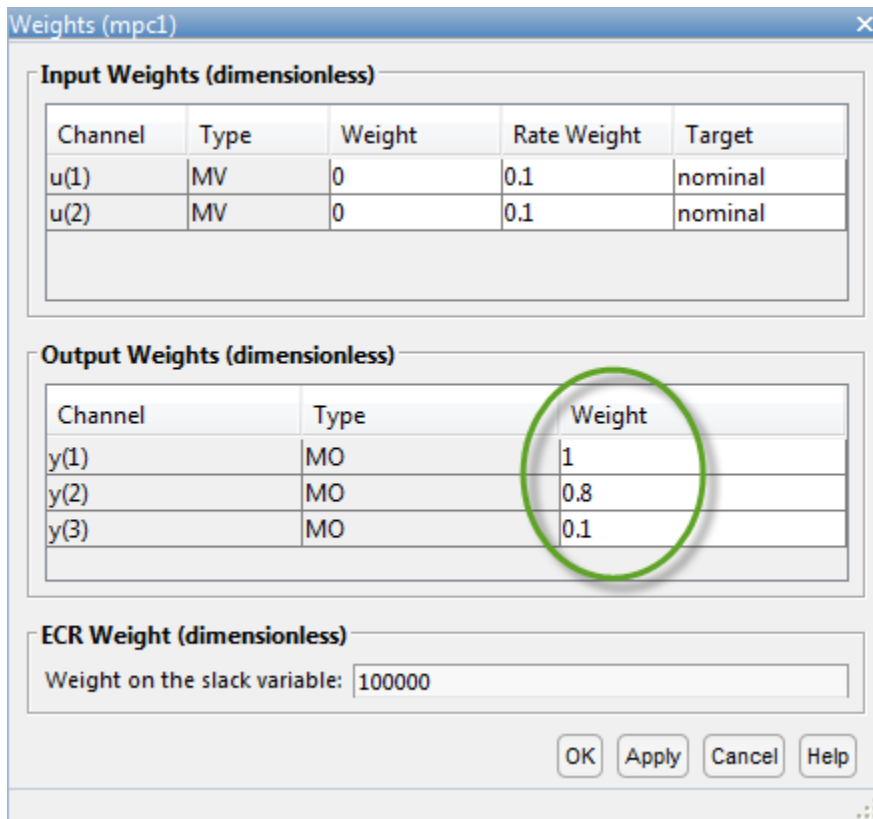 Weights (mpc1)
Input Weights (dimensionless)
Channel Type Weight Rate Weight Target
u(1) MV 0 0.1 nominal
u(2) MV 0 0.1 nominal
Output Weights (dimensionless)
Channel Type Weight
y(1) MO 1
y(2) MO 0.8
y(3) MO 0.1
ECR Weight (dimensionless)
Weight on the slack variable: 100000
OK Apply Cancel Help